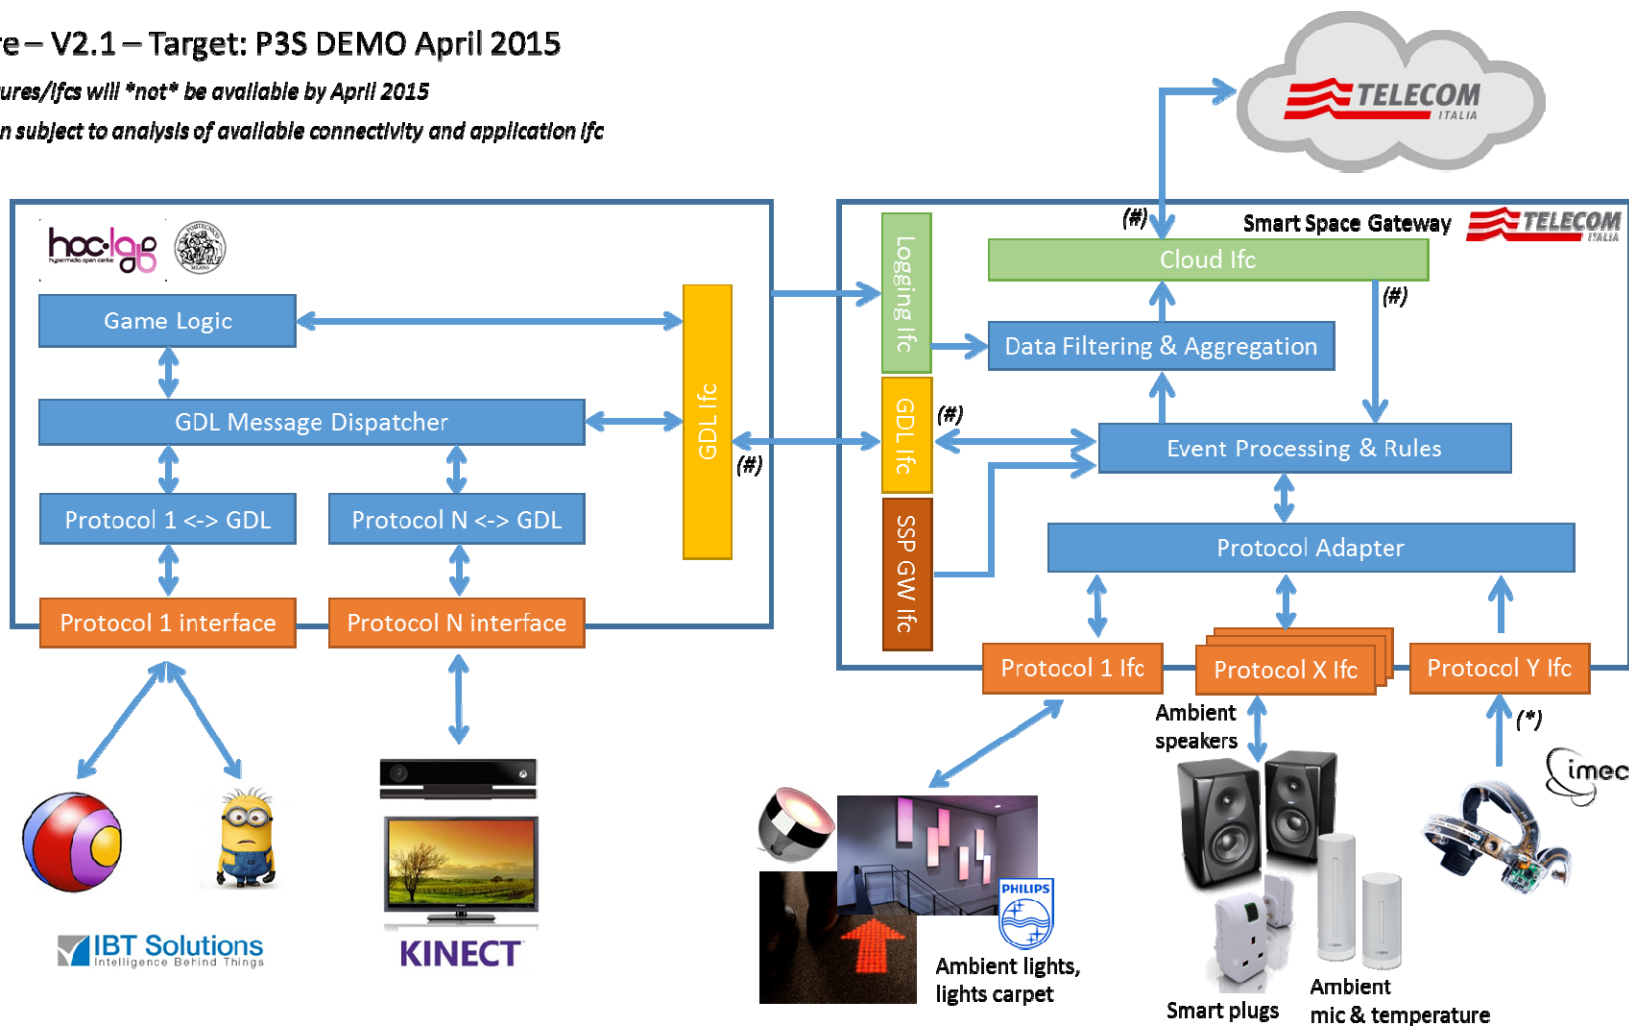 re – V2.1 – Target: P3S DEMO April 2015
ures/Ifcs will *not* be available by April 2015
n subject to analysis of available connectivity and application ifc
TELECOM
ITALIA
hoc-lab
hypermedia open center
POLITECNICO
MILANO
(#)
Smart Space Gateway
TELECOM
ITALIA
Logging Ifc
Cloud Ifc
(#)
Game Logic
Data Filtering & Aggregation
GDL Ifc
GDL Message Dispatcher
GDL Ifc
(#)
Event Processing & Rules
(#)
Protocol 1 <-> GDL
Protocol N <-> GDL
SSP GW Ifc
Protocol Adapter
Protocol 1 interface
Protocol N interface
Protocol 1 Ifc
Protocol X Ifc
Protocol Y Ifc
Ambient
speakers
(*)
imec
PHILIPS
IBT Solutions
Intelligence Behind Things
KINECT
Ambient lights,
lights carpet
Smart plugs
Ambient
mic & temperature